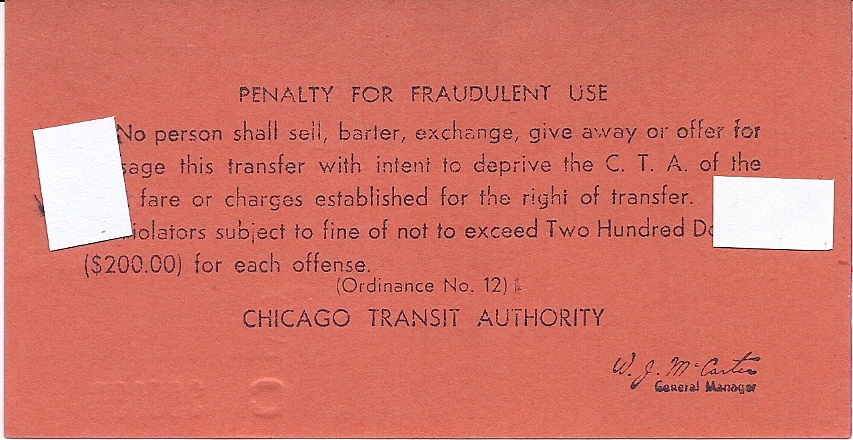 PENALTY FOR FRAUDULENT USE
No person shall sell, barter, exchange, give away or offer for
sage this transfer with intent to deprive the C. T. A. of the
fare or charges established for the right of transfer.
iolators subject to fine of not to exceed Two Hundred Do
($200.00) for each offense.
(Ordinance No. 12)
CHICAGO TRANSIT AUTHORITY
W. J. McCarter
General Manager